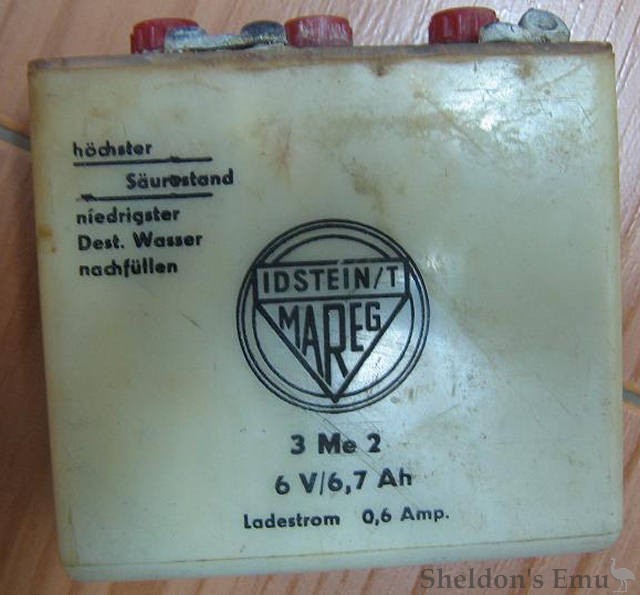 höchster
Säurestand
niedrigster
Dest. Wasser
nachfüllen
IDSTEIN/T
MAREG
3 Me 2
6 V/6,7 Ah
Ladestrom 0,6 Amp.
Sheldon's Emu